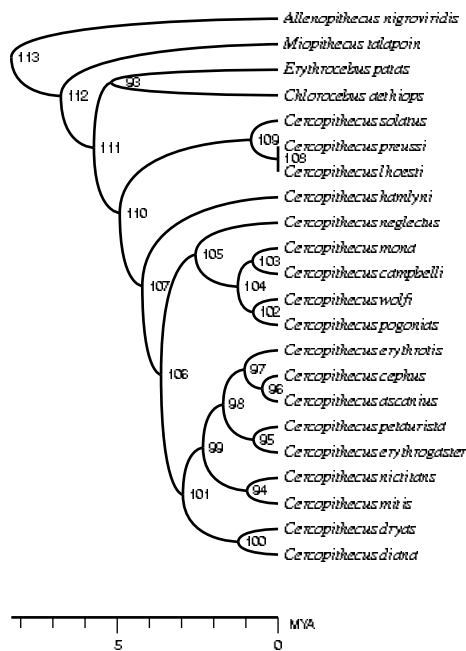 Allenopithecus nigroviridis
Miopithecus talapoin
113
Erythrocebus patas
93
112
Chlorocebus aethiops
Cercopithecus solatus
109
Cercopithecus preussi
111
108
Cercopithecus lhoesti
Cercopithecus hamlyni
110
Cercopithecus neglectus
Cercopithecus mona
105
103
Cercopithecus campbelli
107
104
Cercopithecus wolfi
102
Cercopithecus pogonias
Cercopithecus erythrotis
97
Cercopithecus cephus
106
96
Cercopithecus ascanius
98
Cercopithecus petaurista
95
99
Cercopithecus erythrogaster
Cercopithecus nictitans
94
101
Cercopithecus mitis
Cercopithecus dryas
100
Cercopithecus diana
MYA
5
0